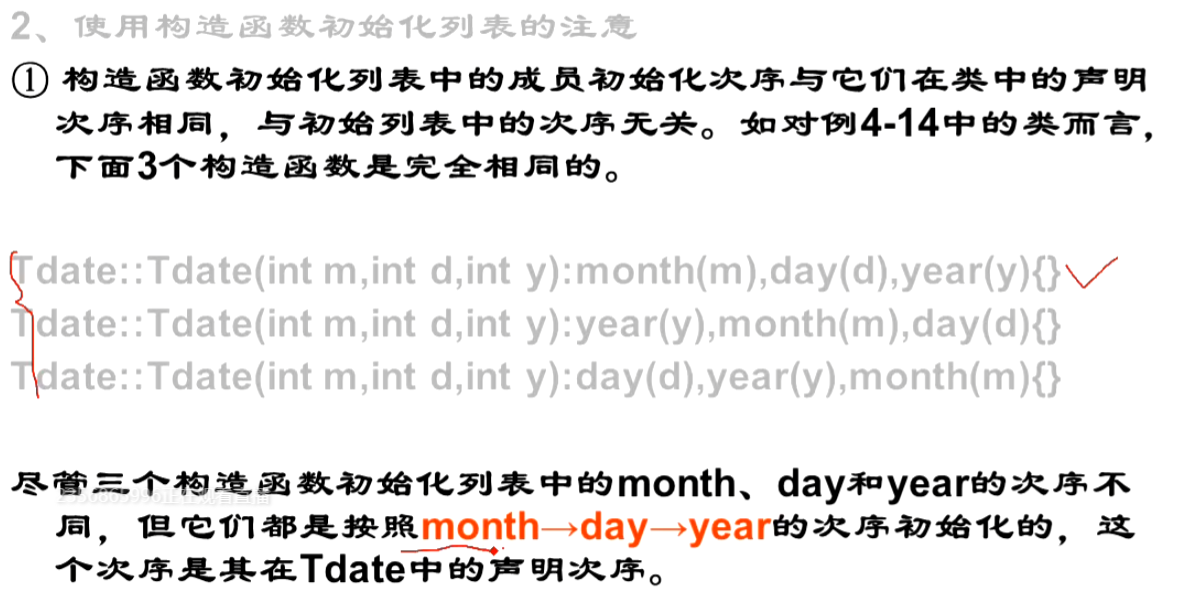 2、使用构造函数初始化列表的注意
① 构造函数初始化列表中的成员初始化次序与它们在类中的声明
次序相同，与初始列表中的次序无关。如对例4-14中的类而言，
下面3个构造函数是完全相同的。
Tdate::Tdate(int m,int d,int y):month(m),day(d),year(y){}
Tdate::Tdate(int m,int d,int y):year(y),month(m),day(d){}
Tdate::Tdate(int m,int d,int y):day(d),year(y),month(m){}
尽管三个构造函数初始化列表中的month、day和year的次序不
同，但它们都是按照month→day→year的次序初始化的，这
个次序是其在Tdate中的声明次序。